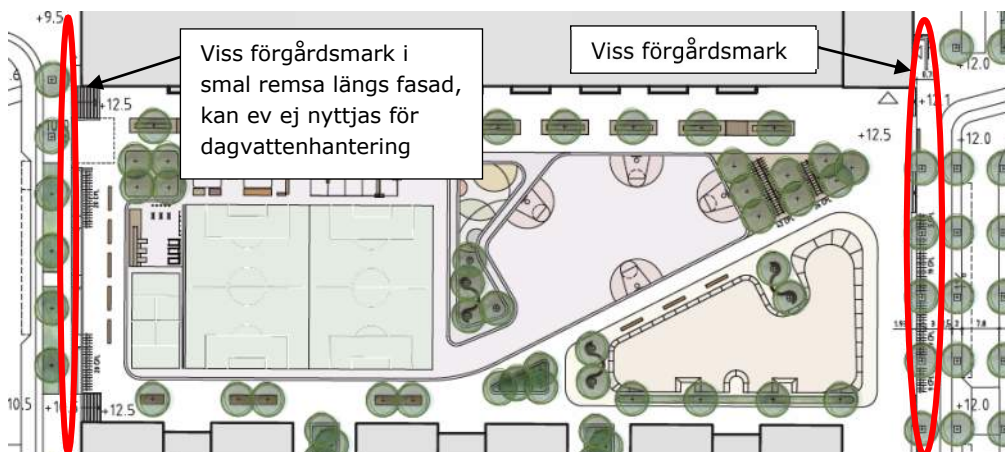 +9.5
Viss förgårdsmark i
smal remsa längs fasad,
kan ev ej nyttjas för
dagvattenhantering
Viss förgårdsmark
+12.0
+12.5
+12.5
+12.0
+12.5
10.5
+12.0